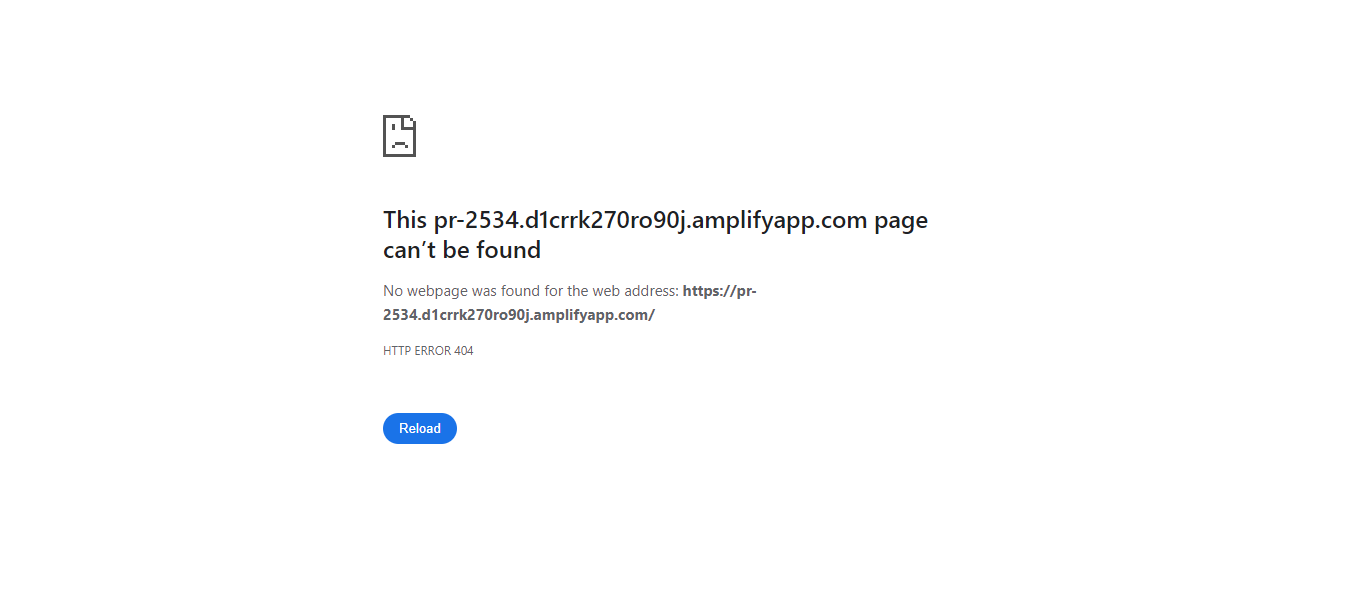 This pr-2534.d1crrk270ro90j.amplifyapp.com page
can’t be found
No webpage was found for the web address: https://pr-
2534.d1crrk270ro90j.amplifyapp.com/
HTTP ERROR 404
Reload